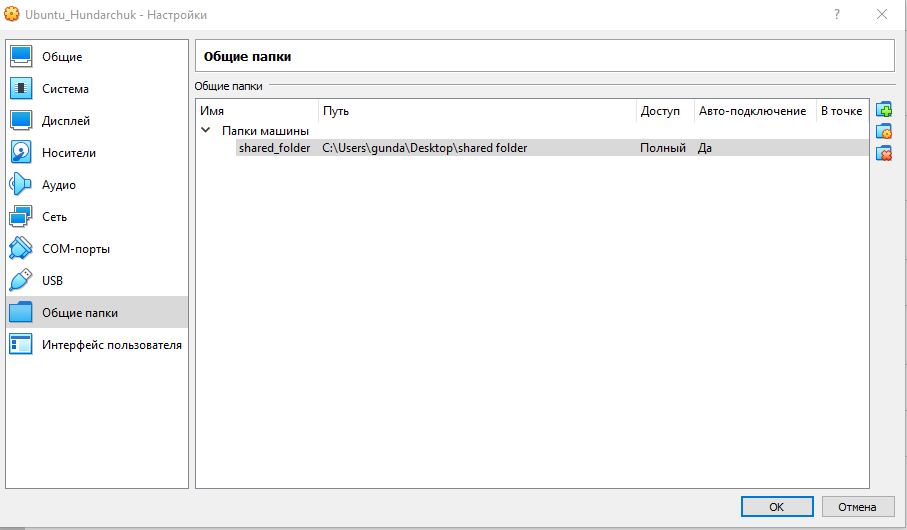 Ubuntu_Hundarchuk - Настройки ?
Общие
Система
Дисплей
Носители
Аудио
Сеть
COM-порты
USB
Общие папки
Интерфейс пользователя
Общие папки
Общие папки
Имя Путь Доступ Авто-подключение В точке
Папки машины
shared_folder C:\Users\gunda\Desktop\shared folder Полный Да
OK Отмена